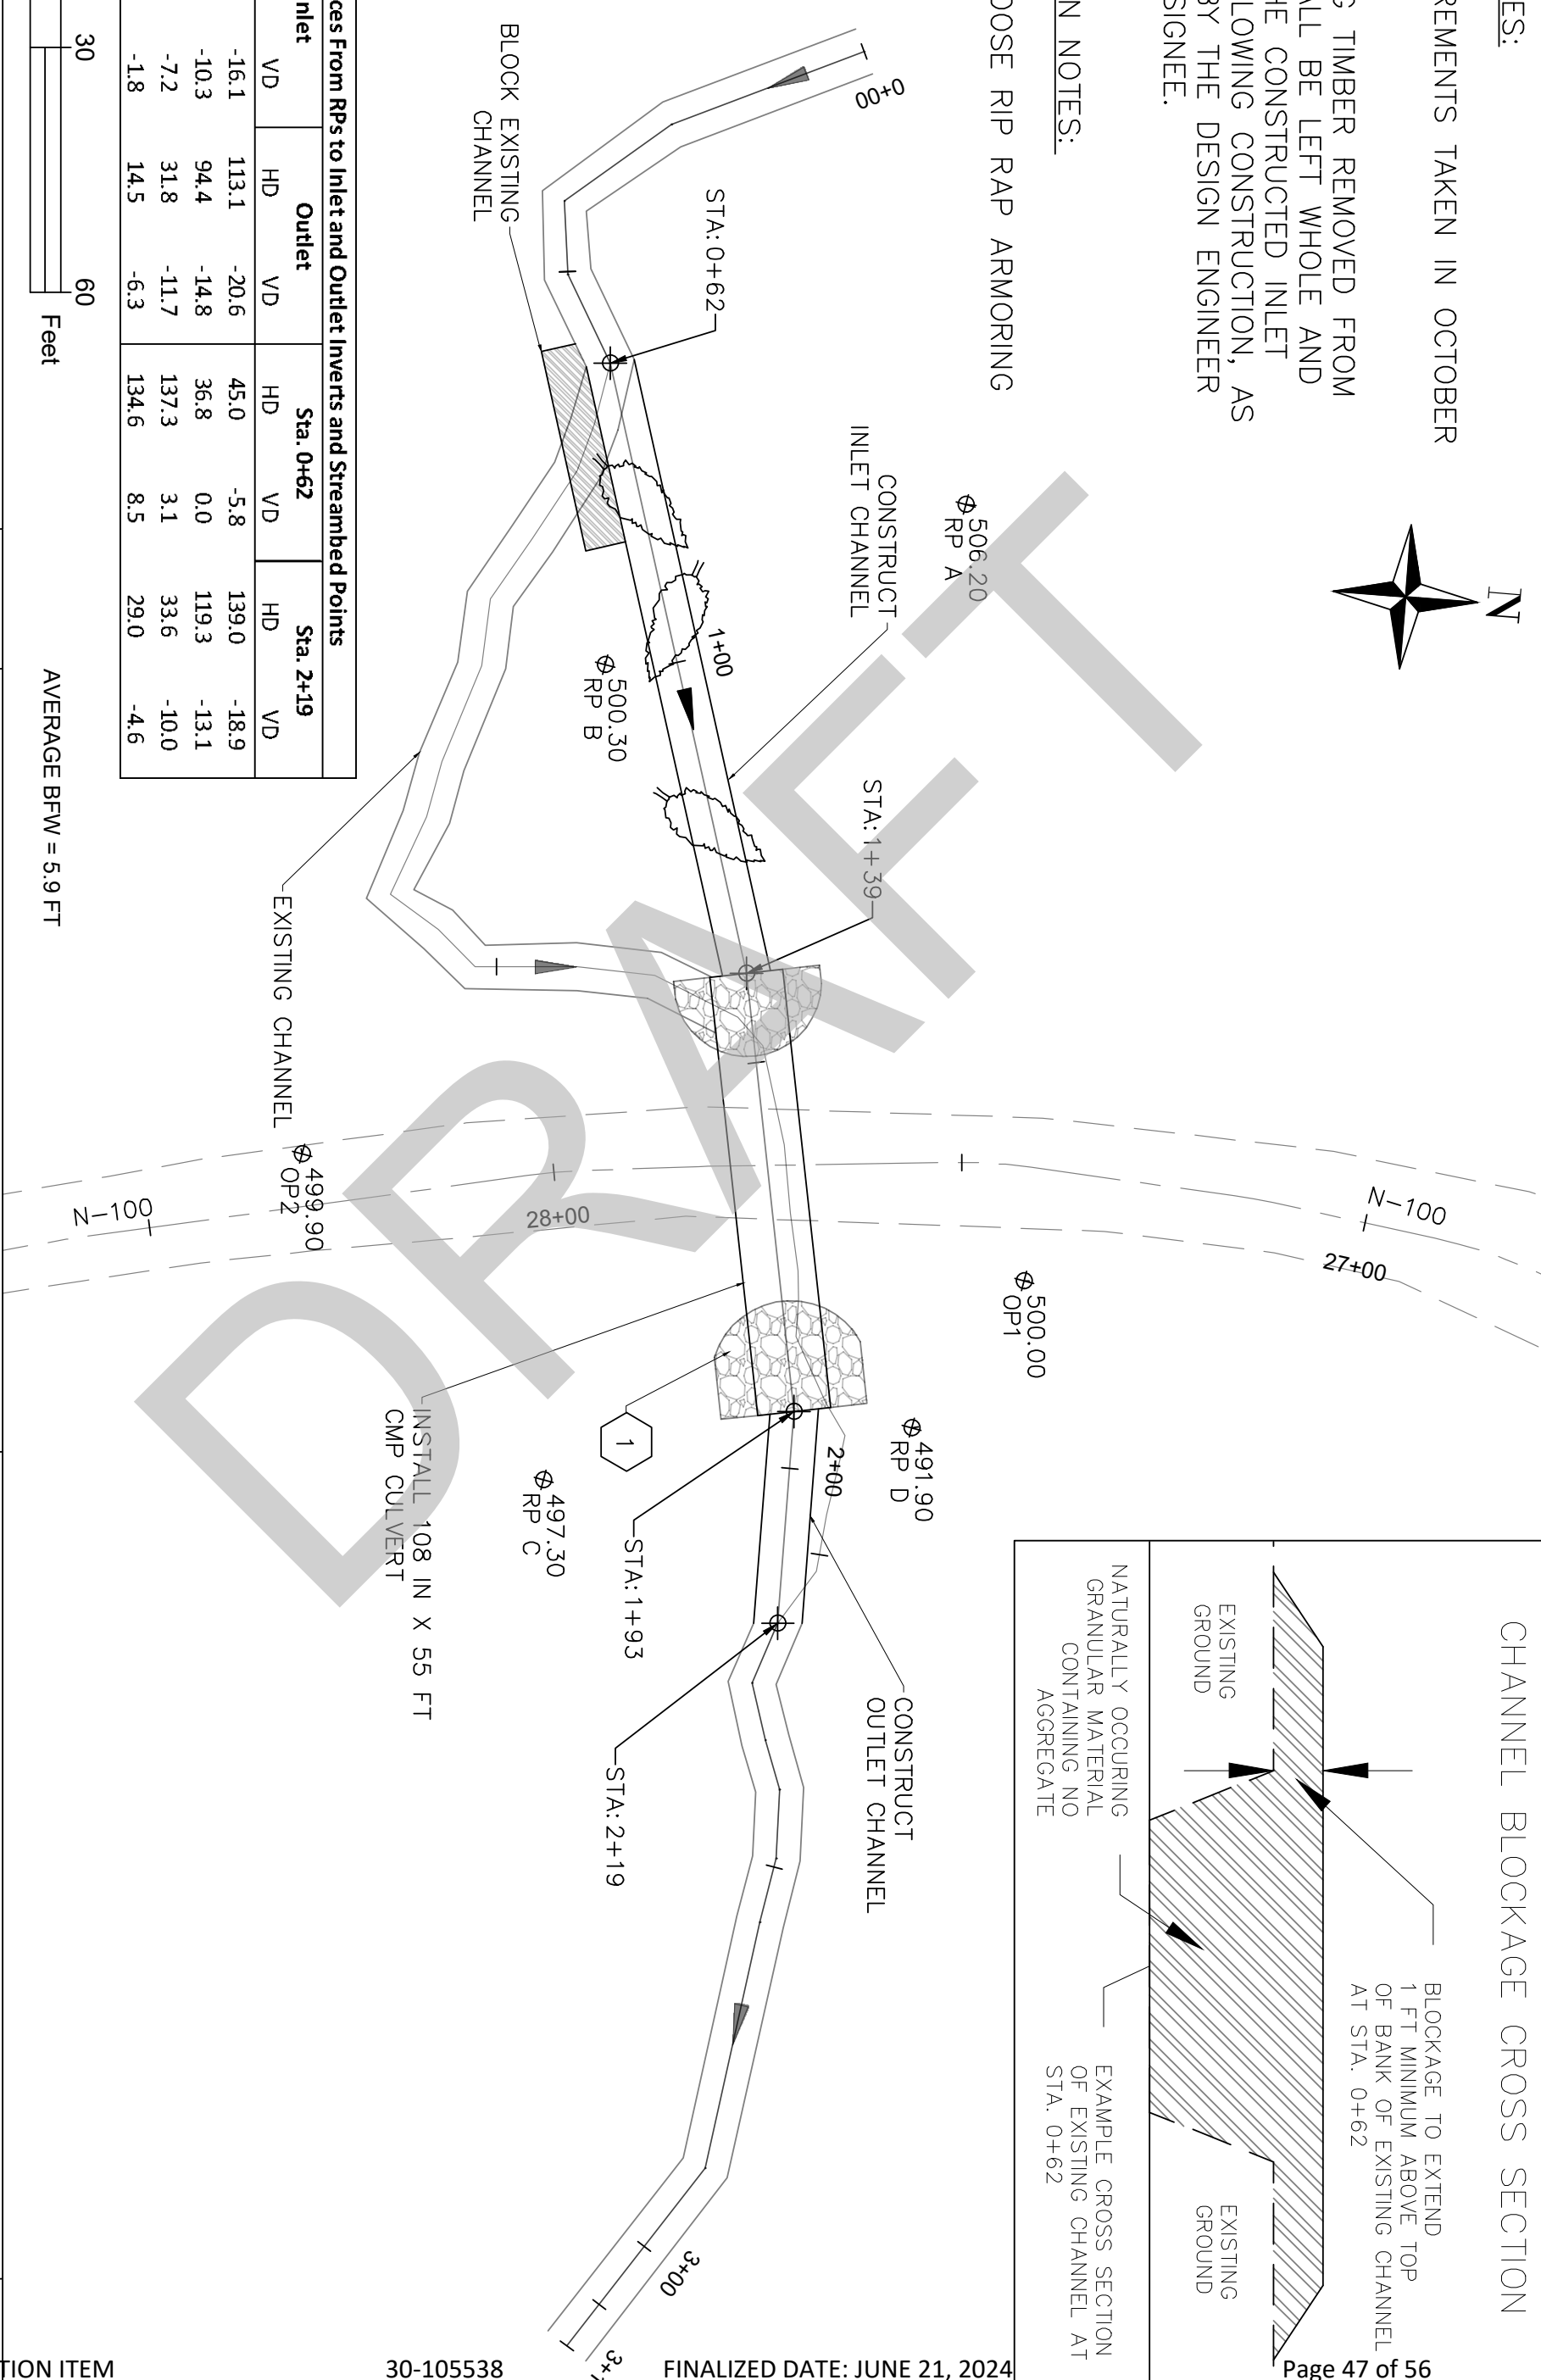 ES:
REMENTS TAKEN IN OCTOBER
G TIMBER REMOVED FROM
ALL BE LEFT WHOLE AND
HE CONSTRUCTED INLET
LOWING CONSTRUCTION, AS
BY THE DESIGN ENGINEER
SIGNEE.
N NOTES:
OOSE RIP RAP ARMORING
N
0+00
STA: 0+62
BLOCK EXISTING
CHANNEL
CONSTRUCT
INLET CHANNEL
506.20
RP A
1+00
500.30
RP B
STA: 1+39
EXISTING CHANNEL
499.90
OP2
N-100
28+00
N-100
27+00
500.00
OP1
491.90
RP D
497.30
RP C
1
2+00
STA: 1+93
INSTALL 108 IN X 55 FT
CMP CULVERT
CONSTRUCT
OUTLET CHANNEL
STA: 2+19
3+00
3+
DRAFT
CHANNEL BLOCKAGE CROSS SECTION
BLOCKAGE TO EXTEND
1 FT MINIMUM ABOVE TOP
OF BANK OF EXISTING CHANNEL
AT STA. 0+62
EXISTING
GROUND
EXISTING
GROUND
NATURALLY OCCURING
GRANULAR MATERIAL
CONTAINING NO
AGGREGATE
EXAMPLE CROSS SECTION
OF EXISTING CHANNEL AT
STA. 0+62
ces From RPs to Inlet and Outlet Inverts and Streambed Points
nlet Outlet Sta. 0+62 Sta. 2+19
VD HD VD HD VD HD VD
-16.1 113.1 -20.6 45.0 -5.8 139.0 -18.9
-10.3 94.4 -14.8 36.8 0.0 119.3 -13.1
-7.2 31.8 -11.7 137.3 3.1 33.6 -10.0
-1.8 14.5 -6.3 134.6 8.5 29.0 -4.6
30 60
Feet
AVERAGE BFW = 5.9 FT
TION ITEM 30-105538 FINALIZED DATE: JUNE 21, 2024 Page 47 of 56